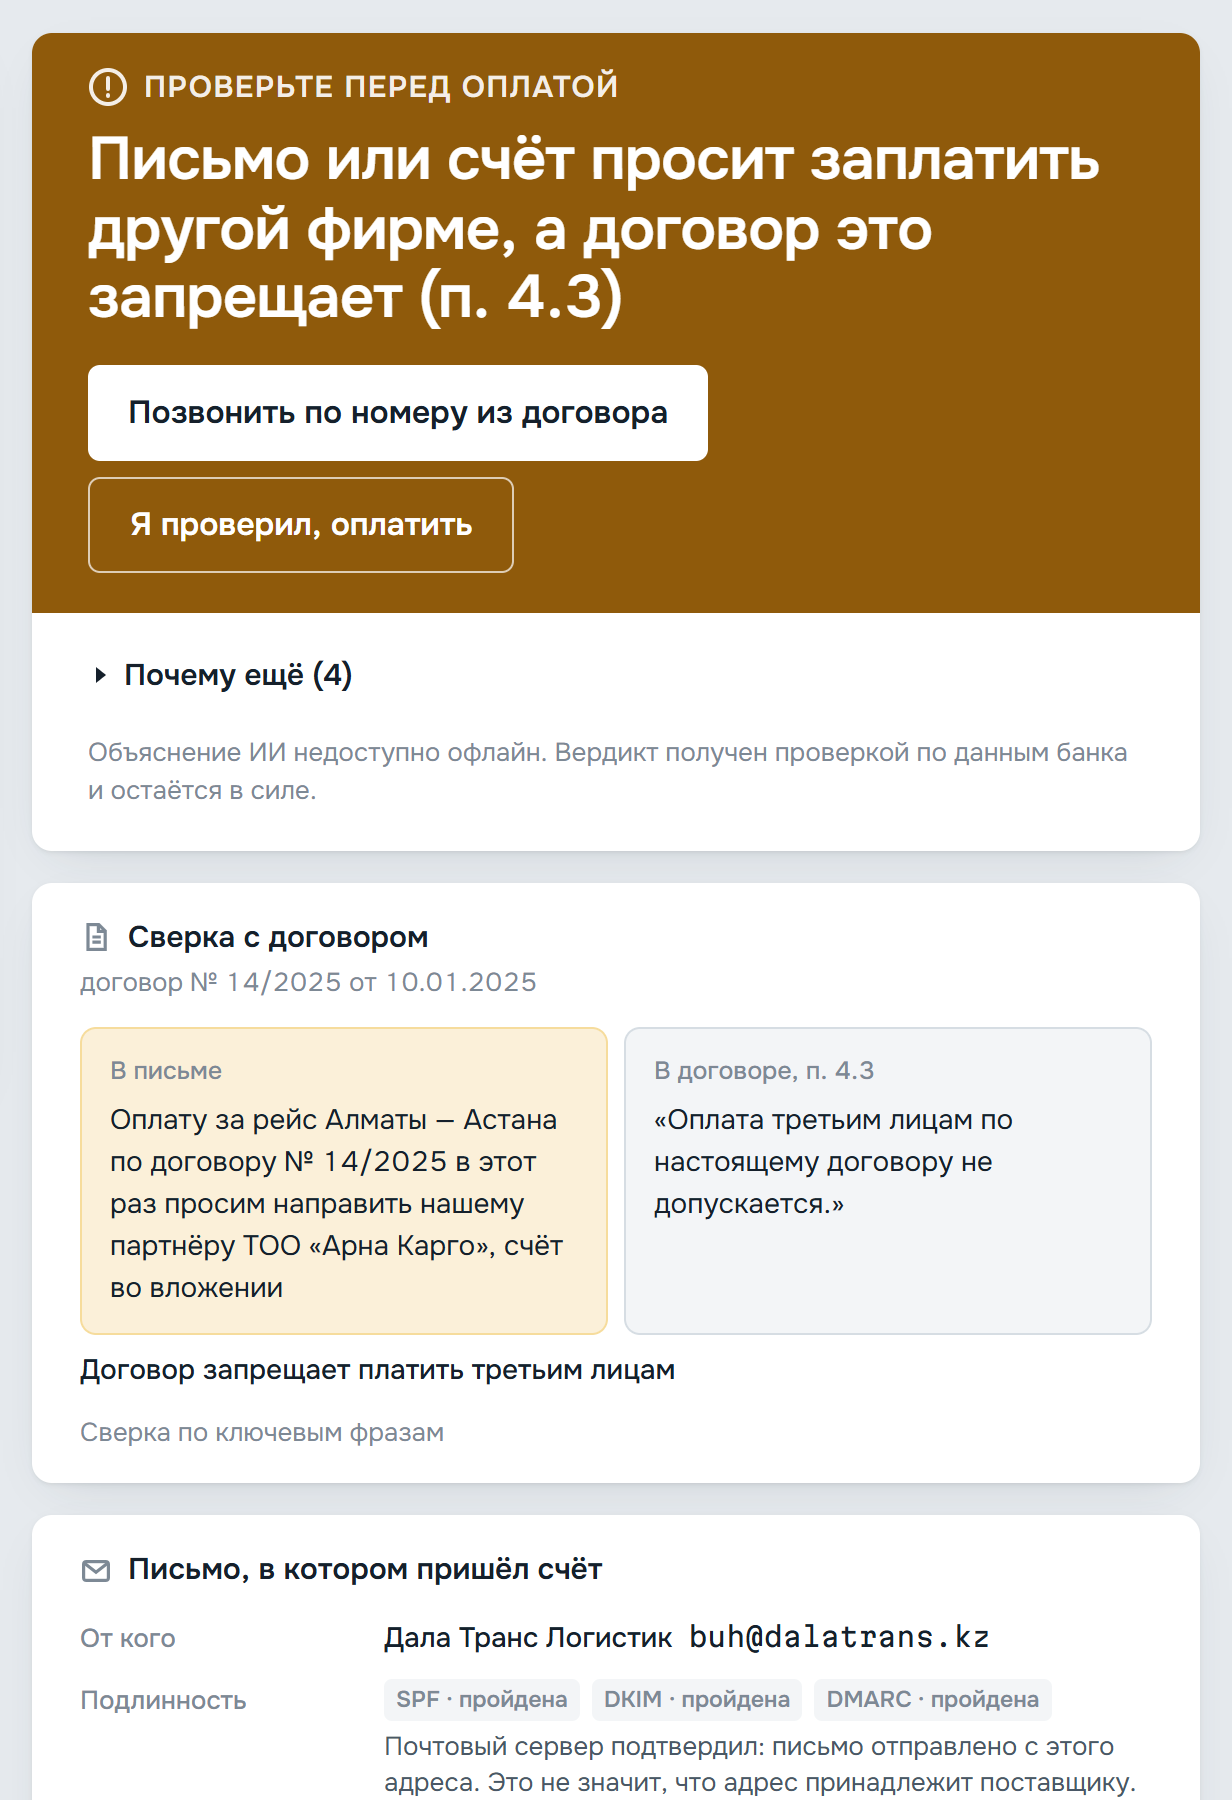 ПРОВЕРЬТЕ ПЕРЕД ОПЛАТОЙ
Письмо или счёт просит заплатить
другой фирме, а договор это
запрещает (п. 4.3)
Позвонить по номеру из договора
Я проверил, оплатить
Почему ещё (4)
Объяснение ИИ недоступно офлайн. Вердикт получен проверкой по данным банка
и остаётся в силе.
Сверка с договором
договор № 14/2025 от 10.01.2025
В письме
Оплату за рейс Алматы — Астана
по договору № 14/2025 в этот
раз просим направить нашему
партнёру ТОО «Арна Карго», счёт
во вложении
В договоре, п. 4.3
«Оплата третьим лицам по
настоящему договору не
допускается.»
Договор запрещает платить третьим лицам
Сверка по ключевым фразам
Письмо, в котором пришёл счёт
От кого
Дала Транс Логистик buh@dalatrans.kz
Подлинность
SPF · пройдена DKIM · пройдена DMARC · пройдена
Почтовый сервер подтвердил: письмо отправлено с этого
адреса. Это не значит, что адрес принадлежит поставщику.